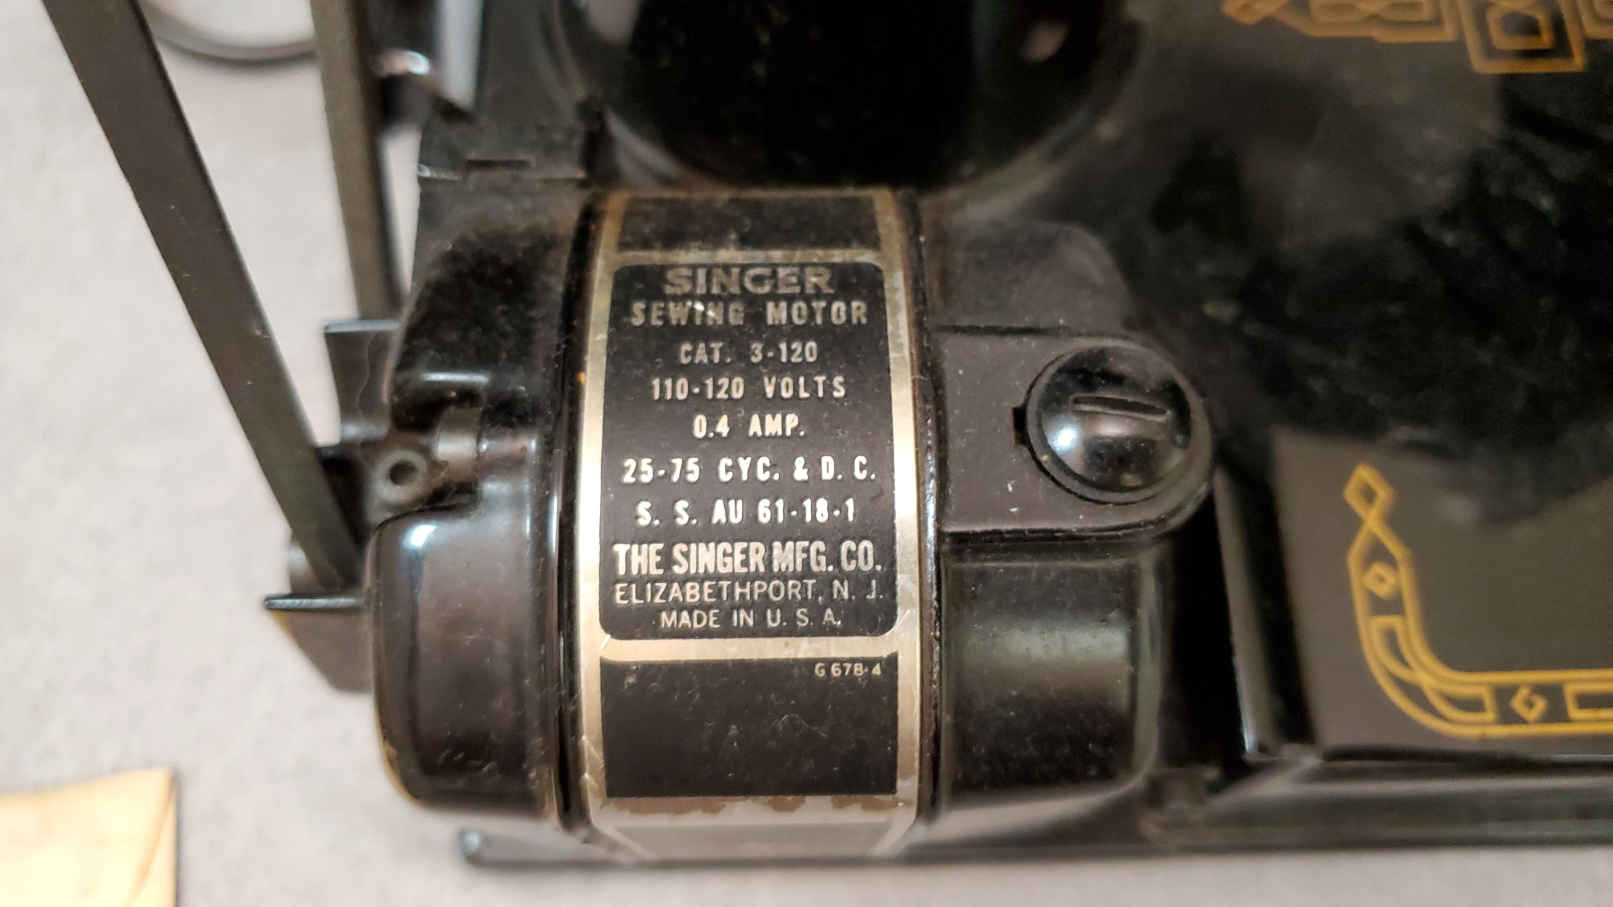 SINGER
SEWING MOTOR
CAT. 3-120
110-120 VOLTS
0.4 AMP.
25-75 CYC. & D. C.
S. S. AU 61-18-1
THE SINGER MFG. CO.
ELIZABETHPORT, N. J.
MADE IN U. S. A.
G 678-4